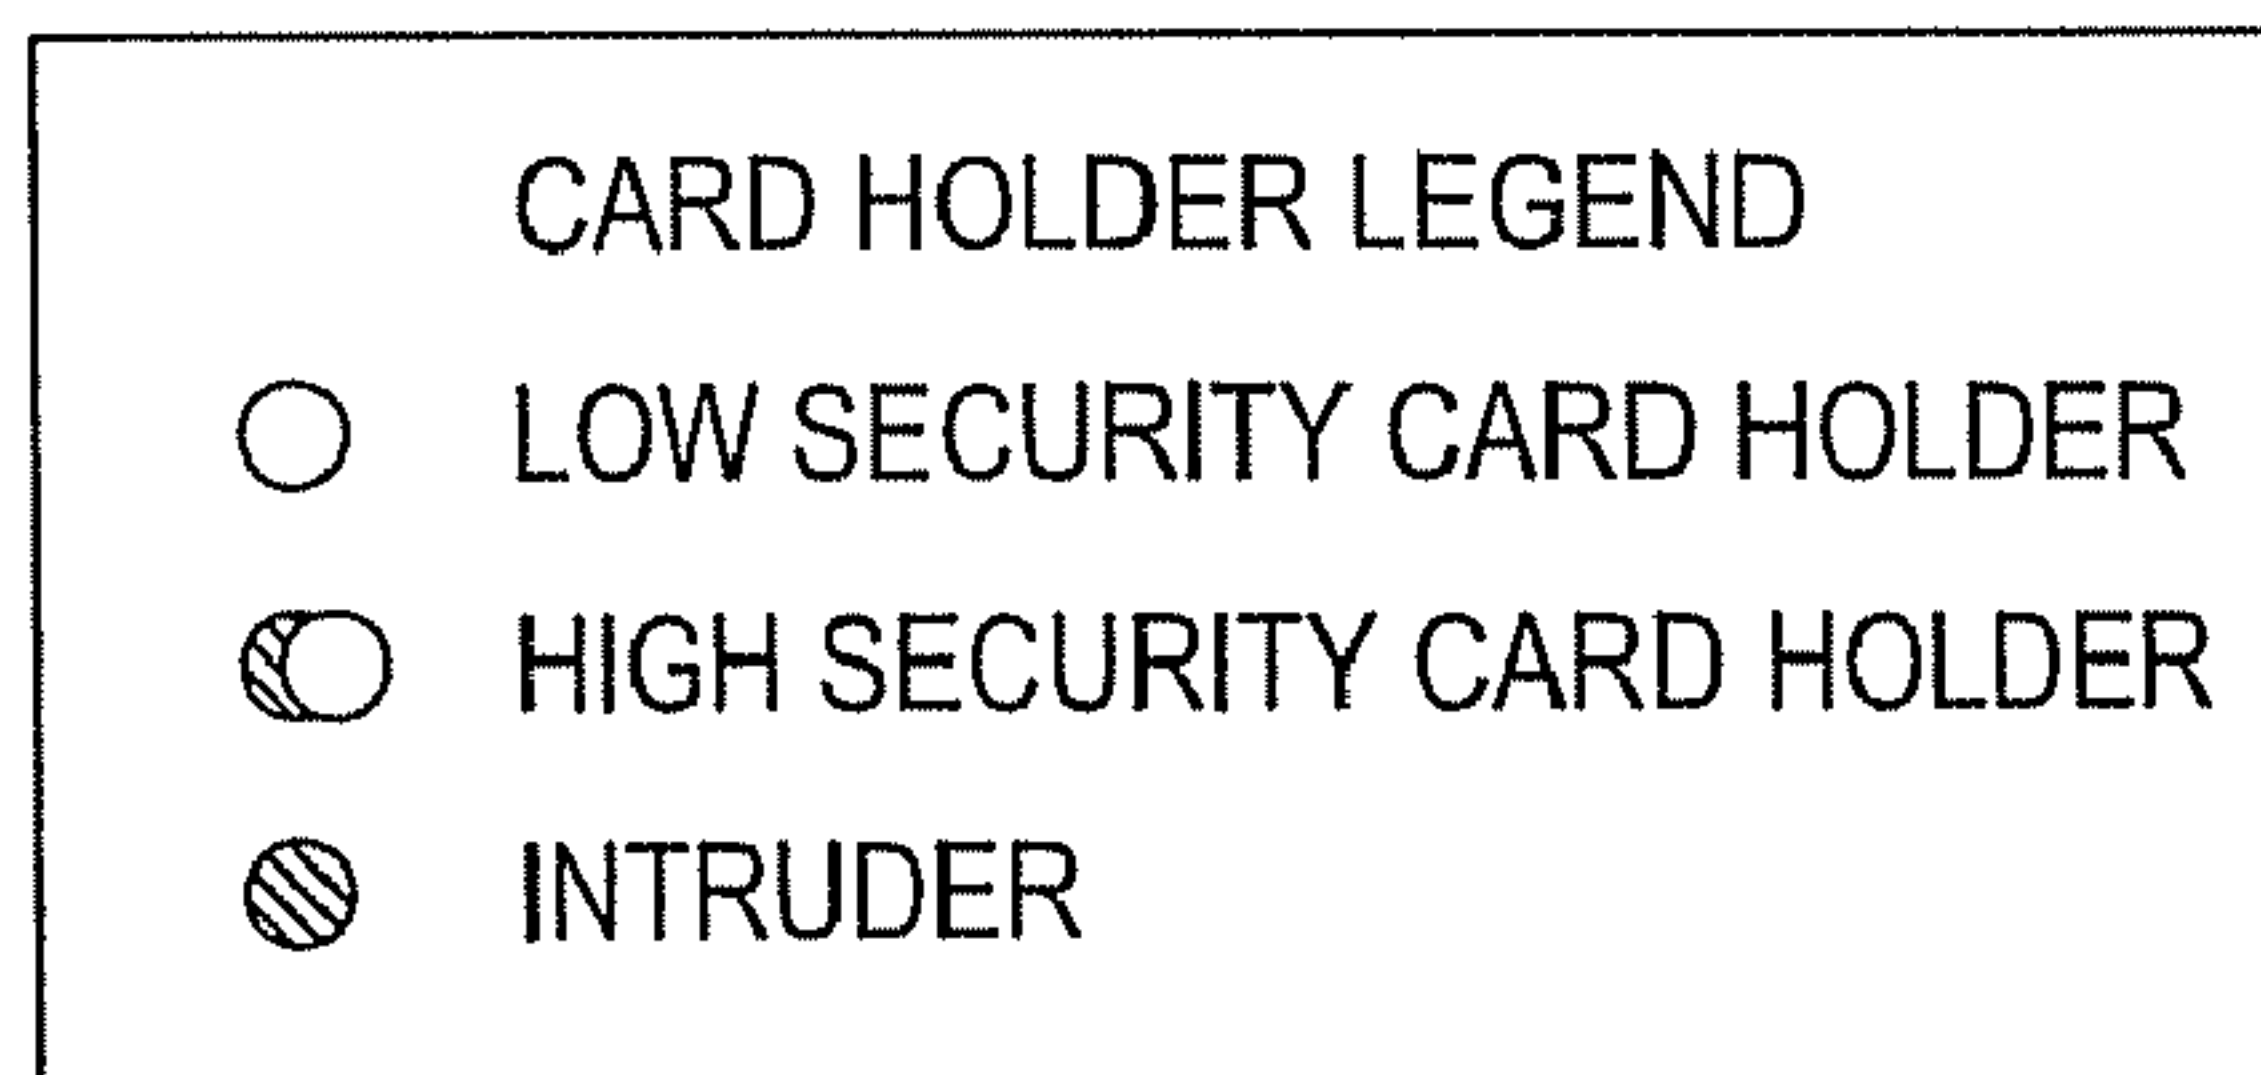 CARD HOLDER LEGEND
LOW SECURITY CARD HOLDER
HIGH SECURITY CARD HOLDER
INTRUDER